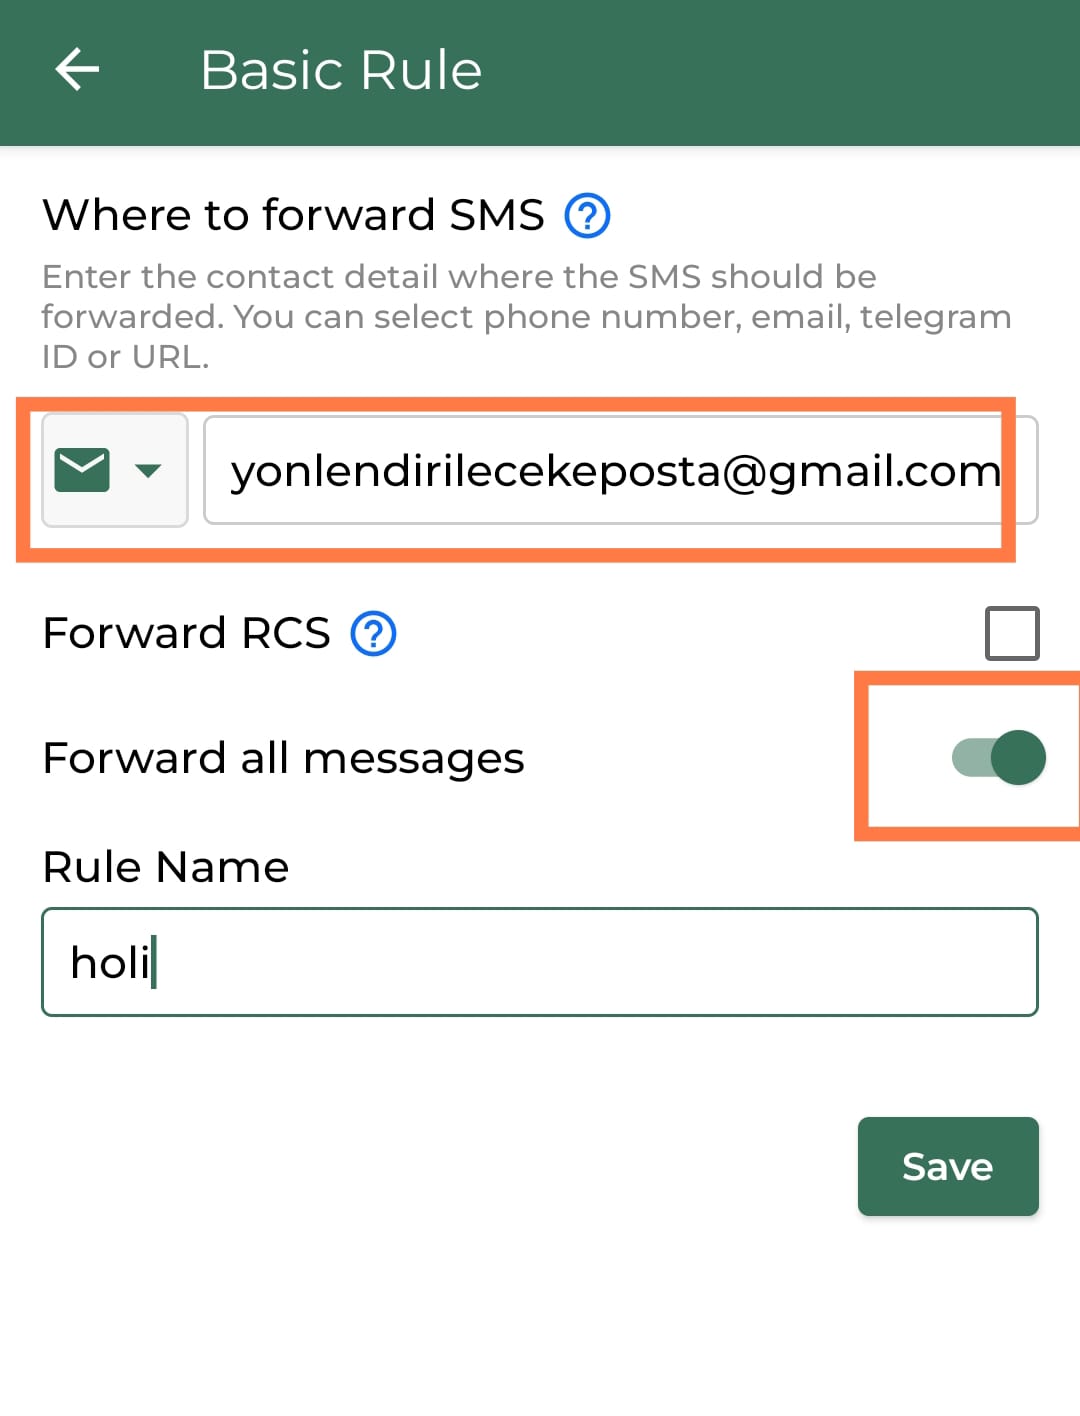 Basic Rule
Where to forward SMS
Enter the contact detail where the SMS should be
forwarded. You can select phone number, email, telegram
ID or URL.
yonlendirilecekeposta@gmail.com
Forward RCS
Forward all messages
Rule Name
holi
Save